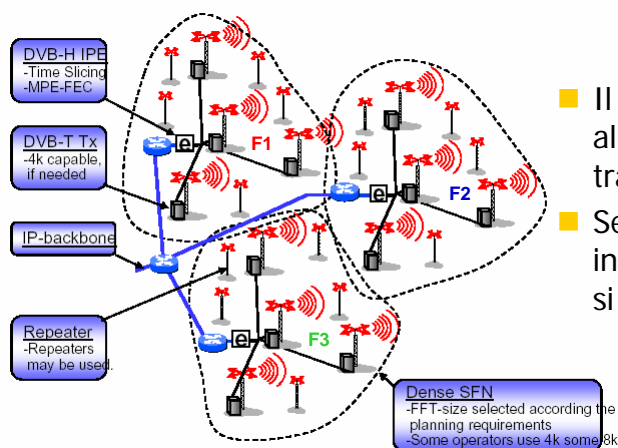 DVB-H IPE
-Time Slicing
-MPE-FEC
DVB-T Tx
-4k capable,
if needed
IP-backbone
Repeater
-Repeaters
may be used.
e
F1
e
F2
e
F3
Dense SFN
-FFT-size selected according the
planning requirements
-Some operators use 4k some 8k
Il
al
tra
Se
in
si